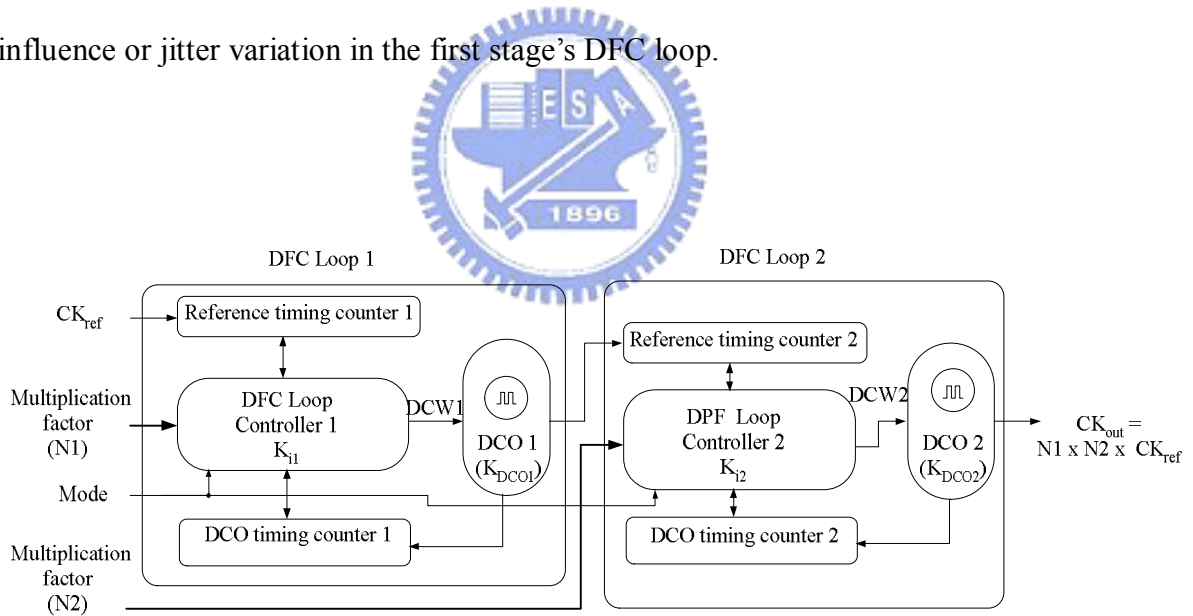 influence or jitter variation in the first stage's DFC loop.
E S A
1896
DFC Loop 1
DFC Loop 2
CK_ref
Reference timing counter 1
Reference timing counter 2
Multiplication
factor
(N1)
DFC Loop
Controller 1
K_i1
DCW1
DCO 1
(K_DCO1)
DPF Loop
Controller 2
K_i2
DCW2
DCO 2
(K_DCO2)
CK_out =
N1 x N2 x CK_ref
Mode
DCO timing counter 1
DCO timing counter 2
Multiplication
factor
(N2)